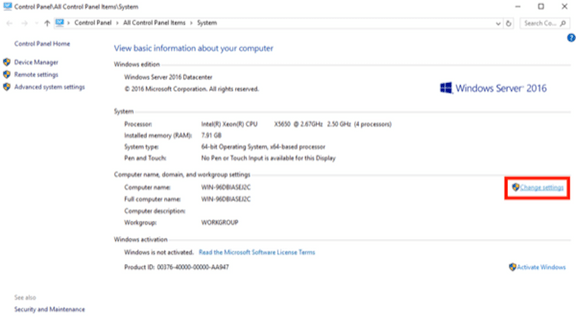 Control Panel\All Control Panel Items\System
Control Panel > All Control Panel Items > System
Search Co...
Control Panel Home
Device Manager
Remote settings
Advanced system settings
View basic information about your computer
Windows edition
Windows Server 2016 Datacenter
© 2016 Microsoft Corporation. All rights reserved.
Windows Server 2016
System
Processor: Intel(R) Xeon(R) CPU X5650 @ 2.67GHz 2.50 GHz (4 processors)
Installed memory (RAM): 7.91 GB
System type: 64-bit Operating System, x64-based processor
Pen and Touch: No Pen or Touch Input is available for this Display
Computer name, domain, and workgroup settings
Computer name: WIN-96DBIASEJ2C
Change settings
Full computer name: WIN-96DBIASEJ2C
Computer description:
Workgroup: WORKGROUP
Windows activation
Windows is not activated. Read the Microsoft Software License Terms
Product ID: 00376-40000-00000-AA947
Activate Windows
See also
Security and Maintenance